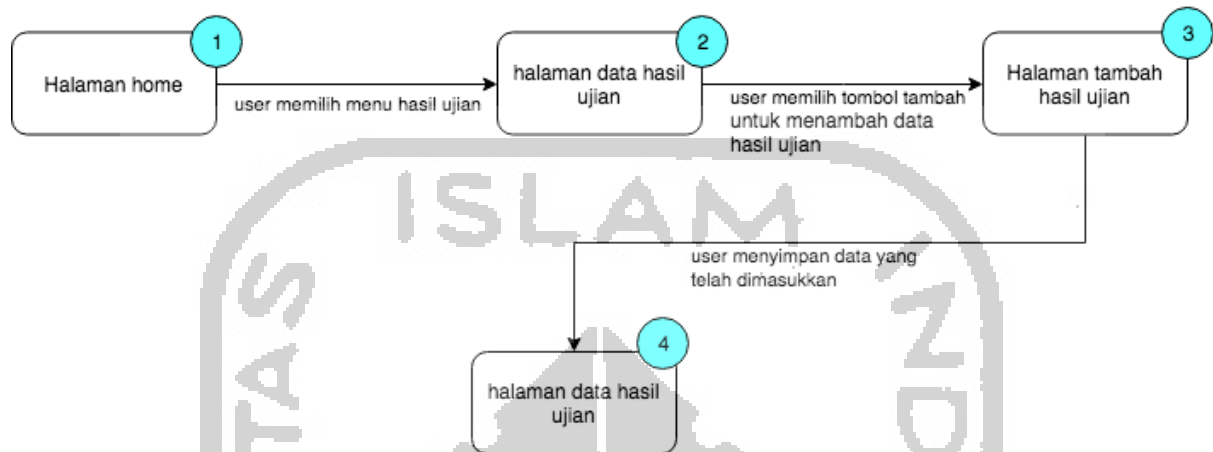 1
Halaman home
user memilih menu hasil ujian
2
halaman data hasil
ujian
user memilih tombol tambah
untuk menambah data
hasil ujian
3
Halaman tambah
hasil ujian
user menyimpan data yang
telah dimasukkan
4
halaman data hasil
ujian
ISLAM
TAS
INDO